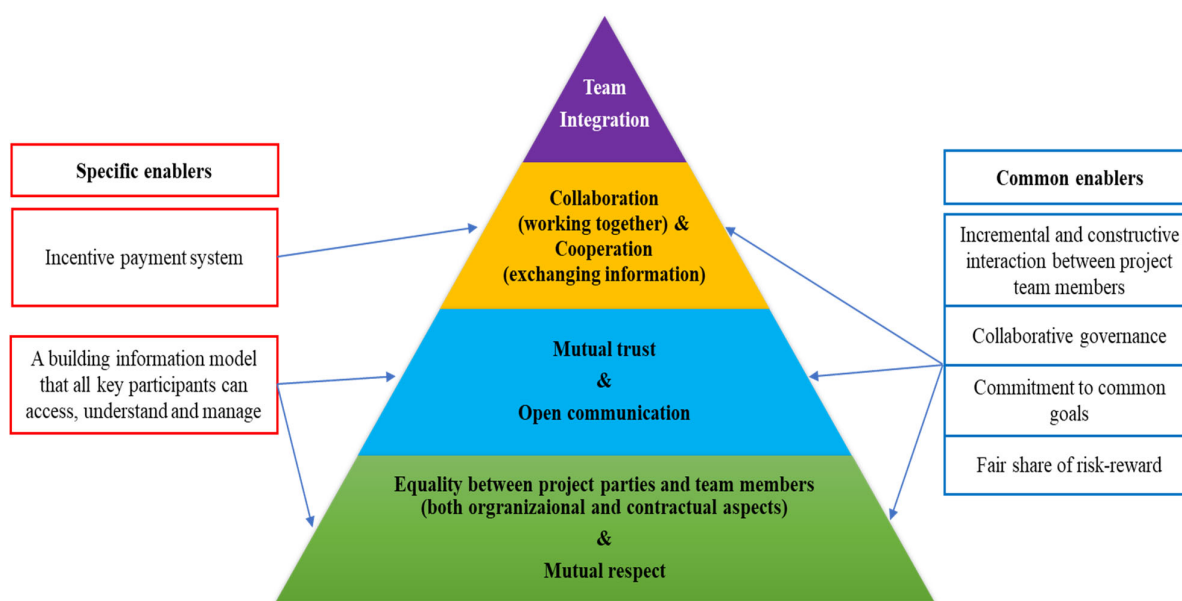 Team
Integration
Specific enablers
Incentive payment system
A building information model
that all key participants can
access, understand and manage
Collaboration
(working together) &
Cooperation
(exchanging information)
Mutual trust
&
Open communication
Equality between project parties and team members
(both orgranizaional and contractual aspects)
&
Mutual respect
Common enablers
Incremental and constructive
interaction between project
team members
Collaborative governance
Commitment to common
goals
Fair share of risk-reward